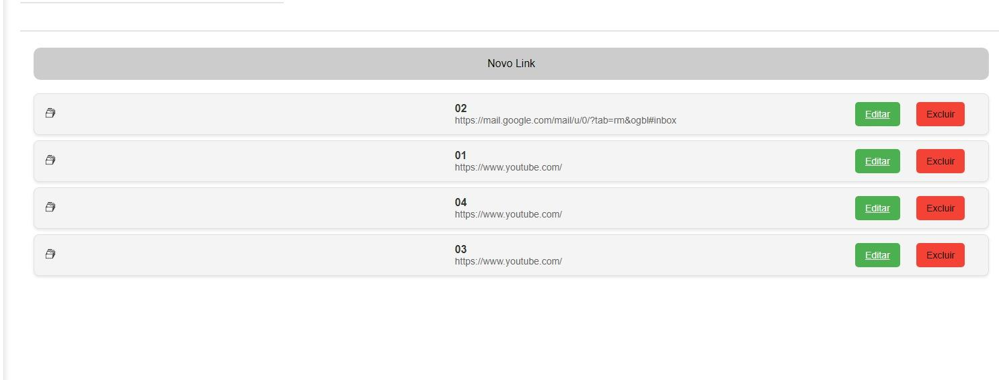 Novo Link
02
https://mail.google.com/mail/u/0/?tab=rm&ogbl#inbox
Editar
Excluir
01
https://www.youtube.com/
Editar
Excluir
04
https://www.youtube.com/
Editar
Excluir
03
https://www.youtube.com/
Editar
Excluir